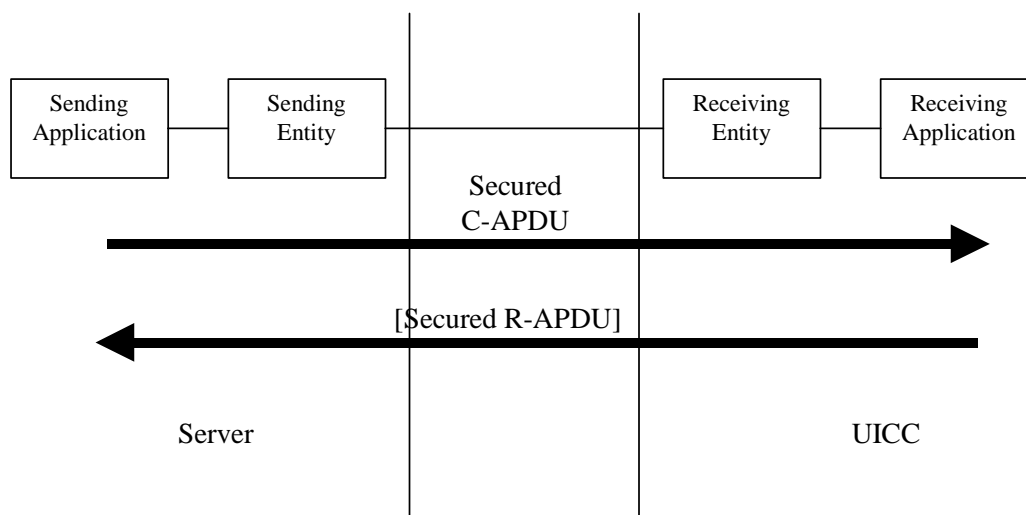 Sending
Application
Sending
Entity
Receiving
Entity
Receiving
Application
Secured
C-APDU
[Secured R-APDU]
Server
UICC